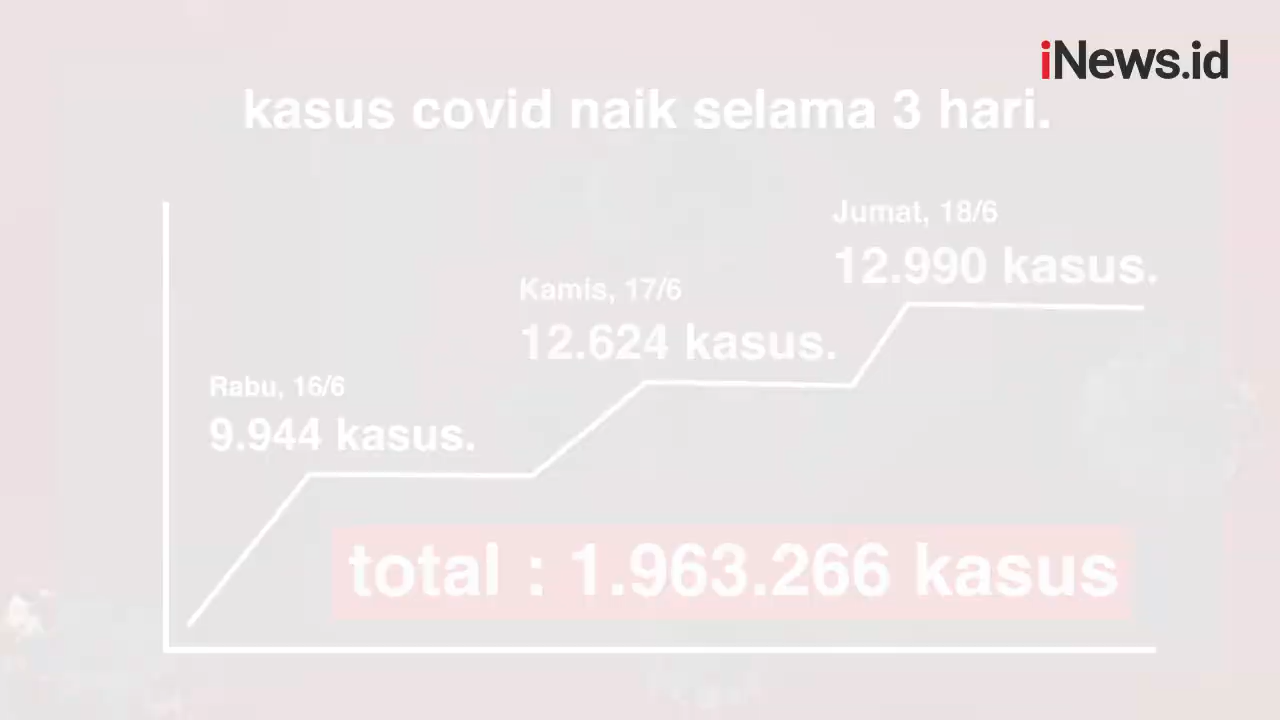 iNews.id
kasus covid naik selama 3 hari.
Jumat, 18/6
12.990 kasus.
Kamis, 17/6
12.624 kasus.
Rabu, 16/6
9.944 kasus.
total : 1.963.266 kasus